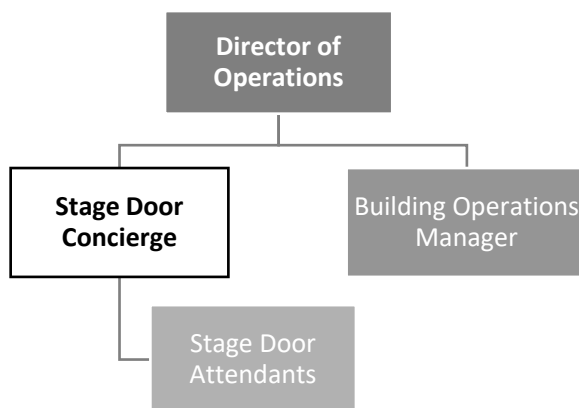 Director of
Operations
Stage Door
Concierge
Building Operations
Manager
Stage Door
Attendants